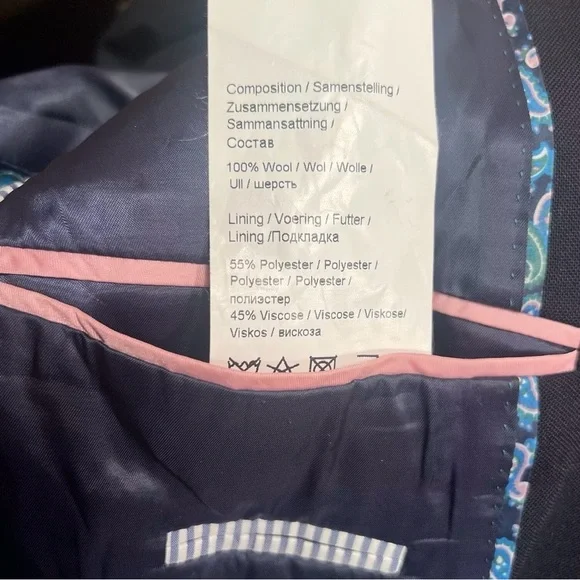 Composition / Samenstelling /
Zusammensetzung /
Sammansattning /
Состав
100% Wool / Wol / Wolle /
Ull / шерсть
Lining / Voering / Futter /
Lining /Подкладка
55% Polyester / Polyester /
Polyester / Polyester /
полиэстер
45% Viscose / Viscose / Viskose/
Viskos / вискоза